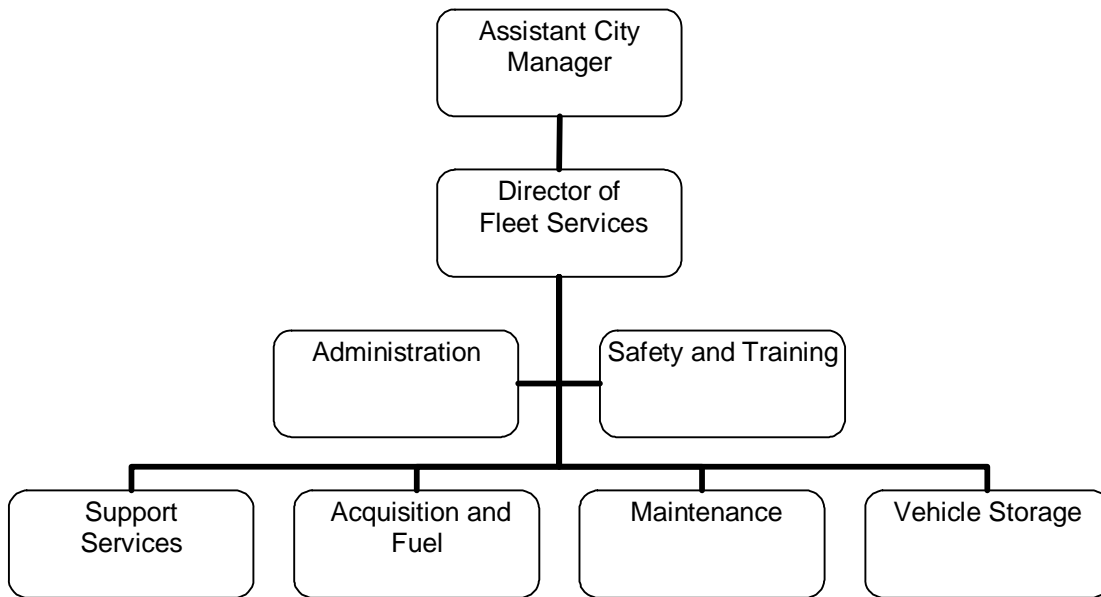 Assistant City
Manager
Director of
Fleet Services
Administration
Safety and Training
Support
Services
Acquisition and
Fuel
Maintenance
Vehicle Storage